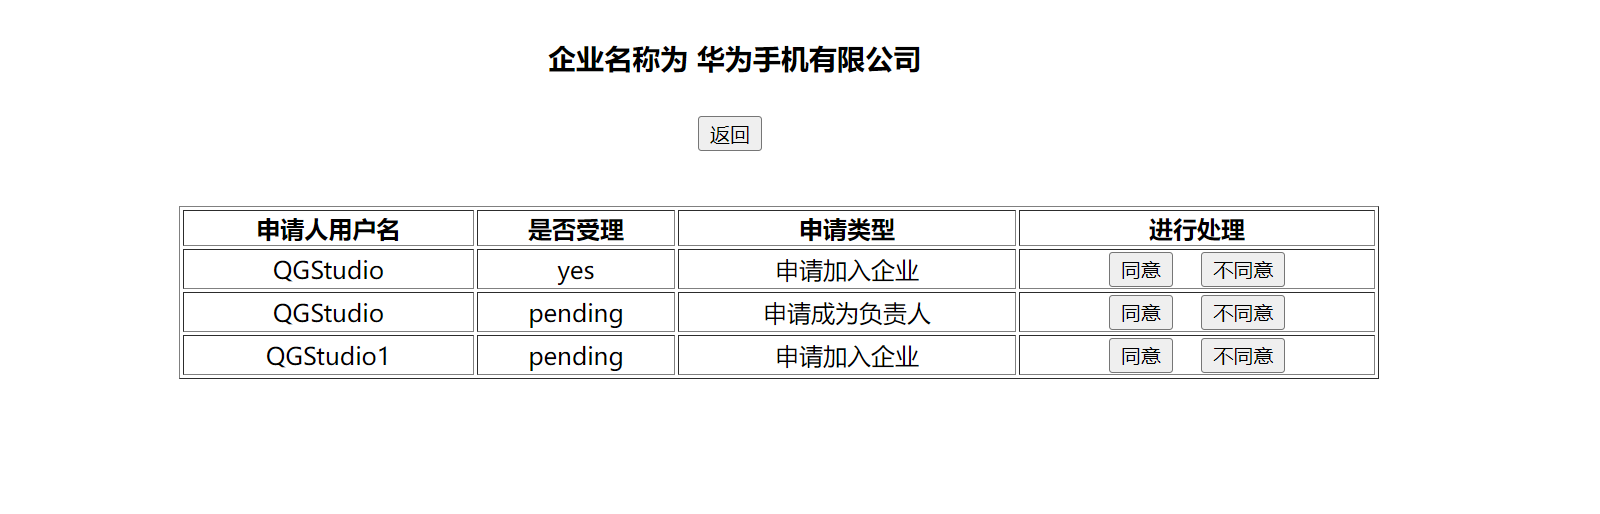 企业名称为 华为手机有限公司
返回
申请人用户名 是否受理 申请类型 进行处理
QGStudio yes 申请加入企业 同意 不同意
QGStudio pending 申请成为负责人 同意 不同意
QGStudio1 pending 申请加入企业 同意 不同意